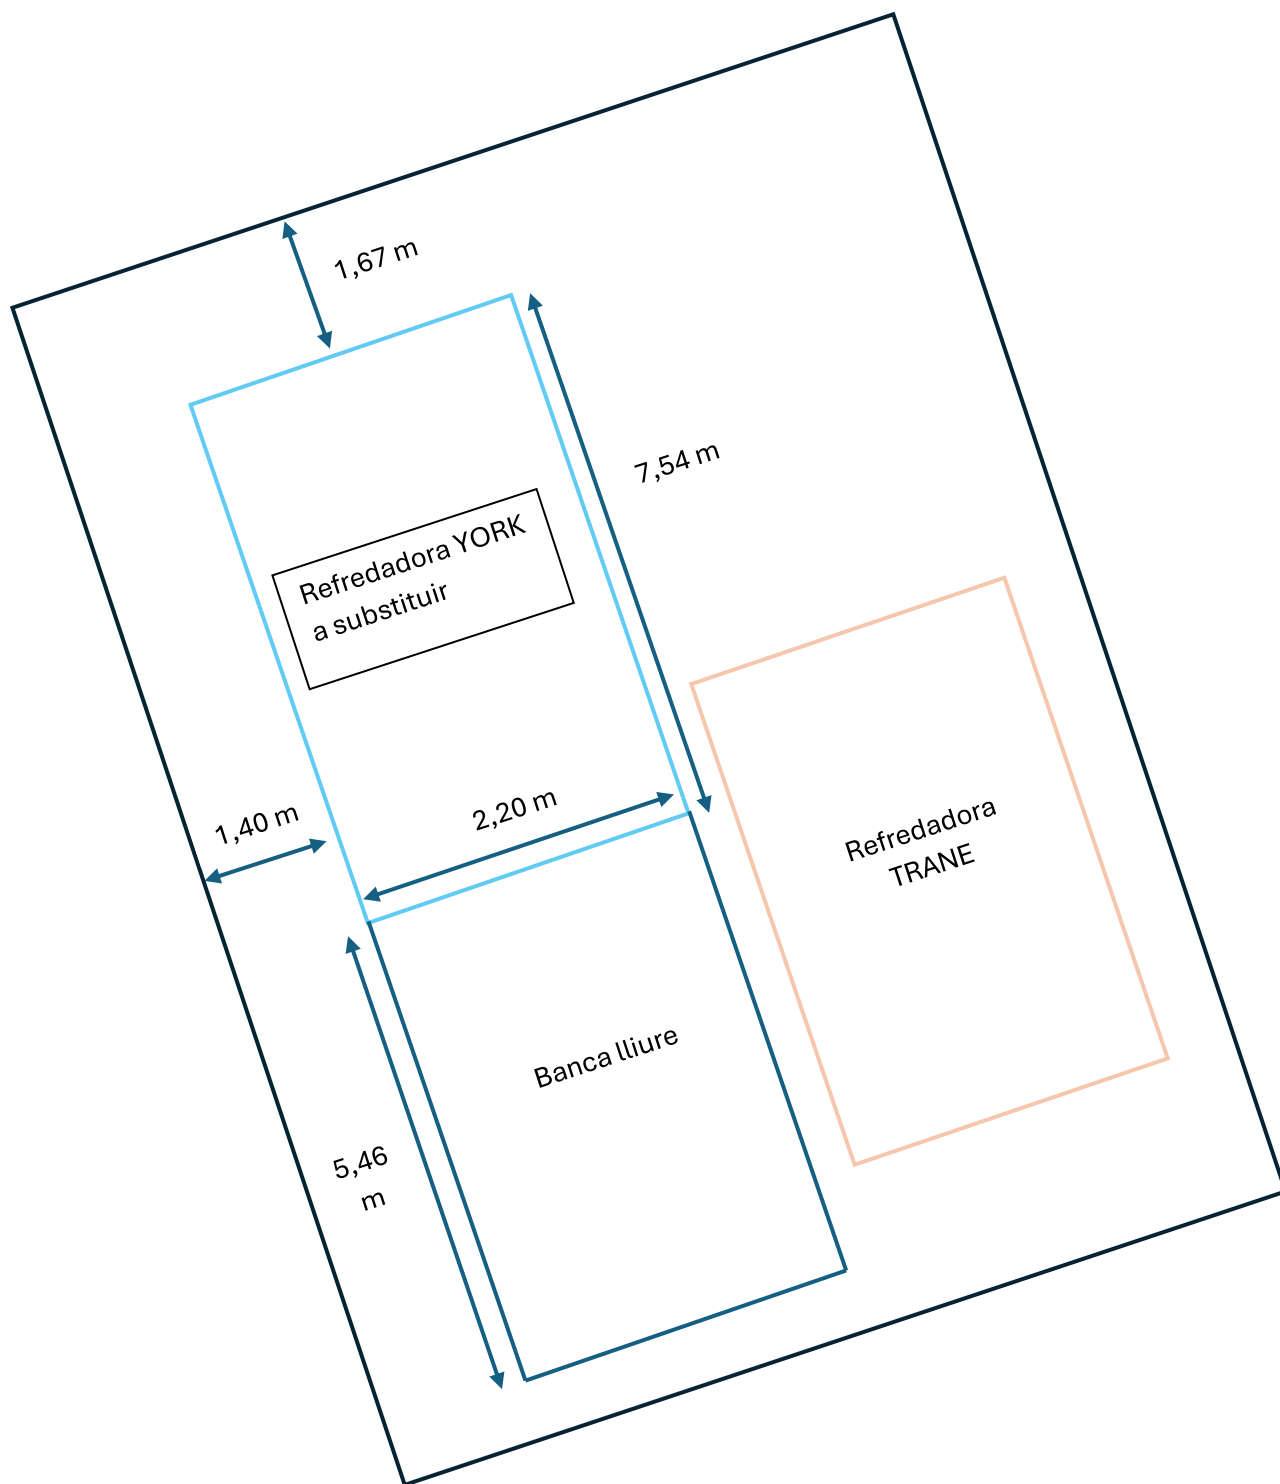 1,67 m
7,54 m
Refredadora YORK
a substituir
1,40 m
2,20 m
Refredadora
TRANE
Banca lliure
5,46
m